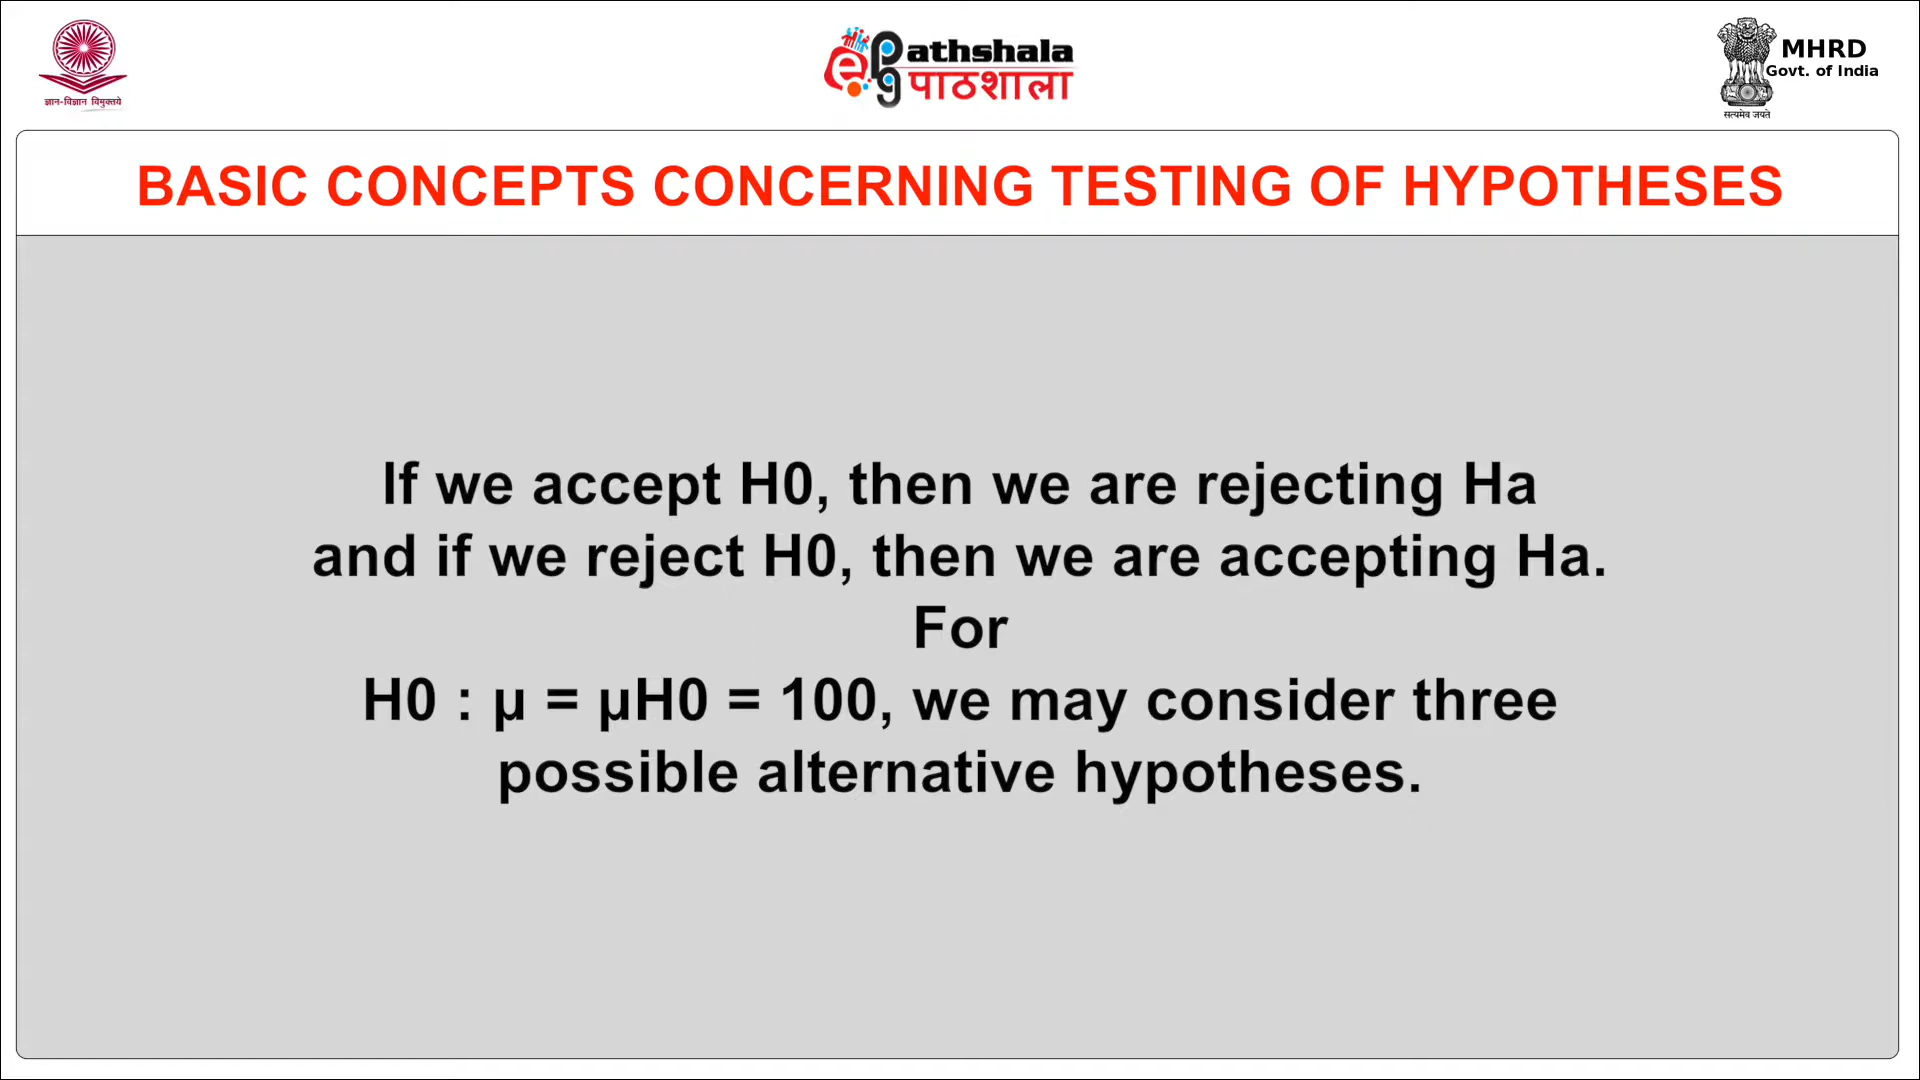 ज्ञान-विज्ञान विमुक्तये
ePathshala
पाठशाला
MHRD
Govt. of India
सत्यमेव जयते
BASIC CONCEPTS CONCERNING TESTING OF HYPOTHESES
If we accept H0, then we are rejecting Ha
and if we reject H0, then we are accepting Ha.
For
H0 : μ = μH0 = 100, we may consider three
possible alternative hypotheses.